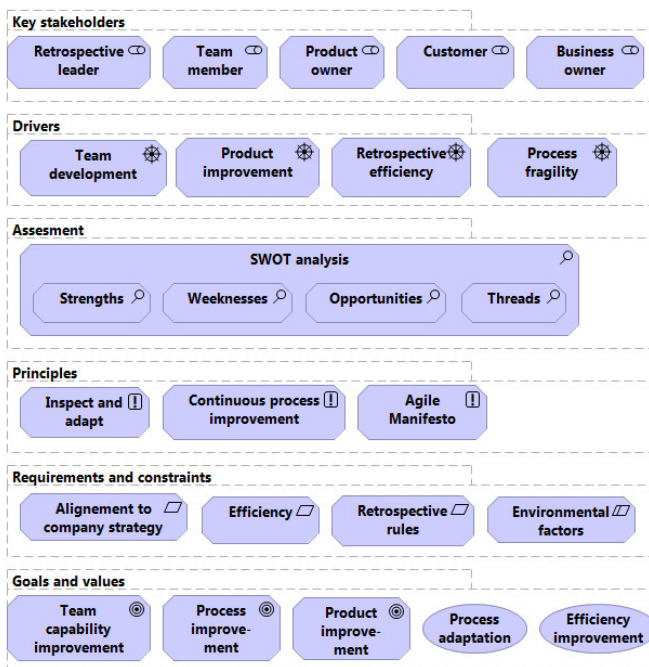 Key stakeholders
Retrospective
leader
Team
member
Product
owner
Customer
Business
owner
Drivers
Team
development
Product
improvement
Retrospective
efficiency
Process
fragility
Assesment
SWOT analysis
Strengths
Weeknesses
Opportunities
Threads
Principles
Inspect and
adapt
Continuous process
improvement
Agile
Manifesto
Requirements and constraints
Alignement to
company strategy
Efficiency
Retrospective
rules
Environmental
factors
Goals and values
Team
capability
improvement
Process
improve-
ment
Product
improve-
ment
Process
adaptation
Efficiency
improvement